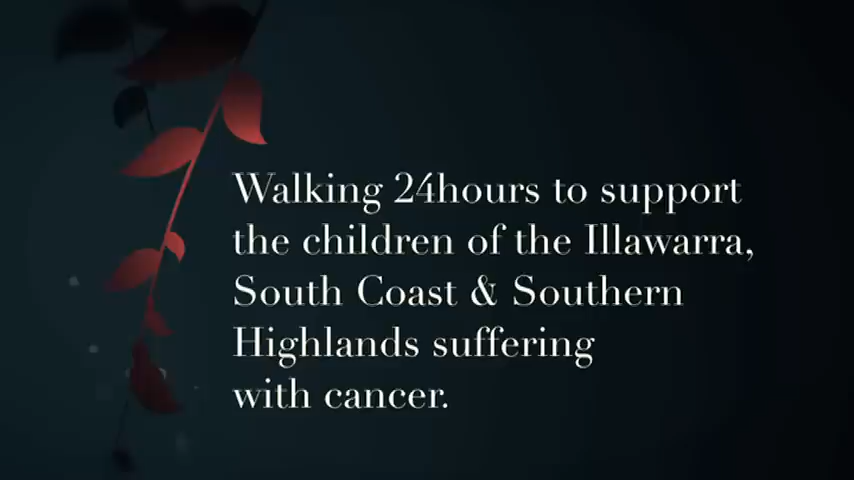 Walking 24hours to support
the children of the Illawarra,
South Coast & Southern
Highlands suffering
with cancer.